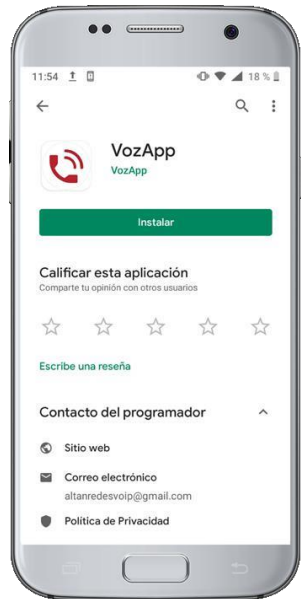 11:54
18 %
VozApp
VozApp
Instalar
Calificar esta aplicación
Comparte tu opinión con otros usuarios
Escribe una reseña
Contacto del programador
Sitio web
Correo electrónico
altanredesvoip@gmail.com
Política de Privacidad